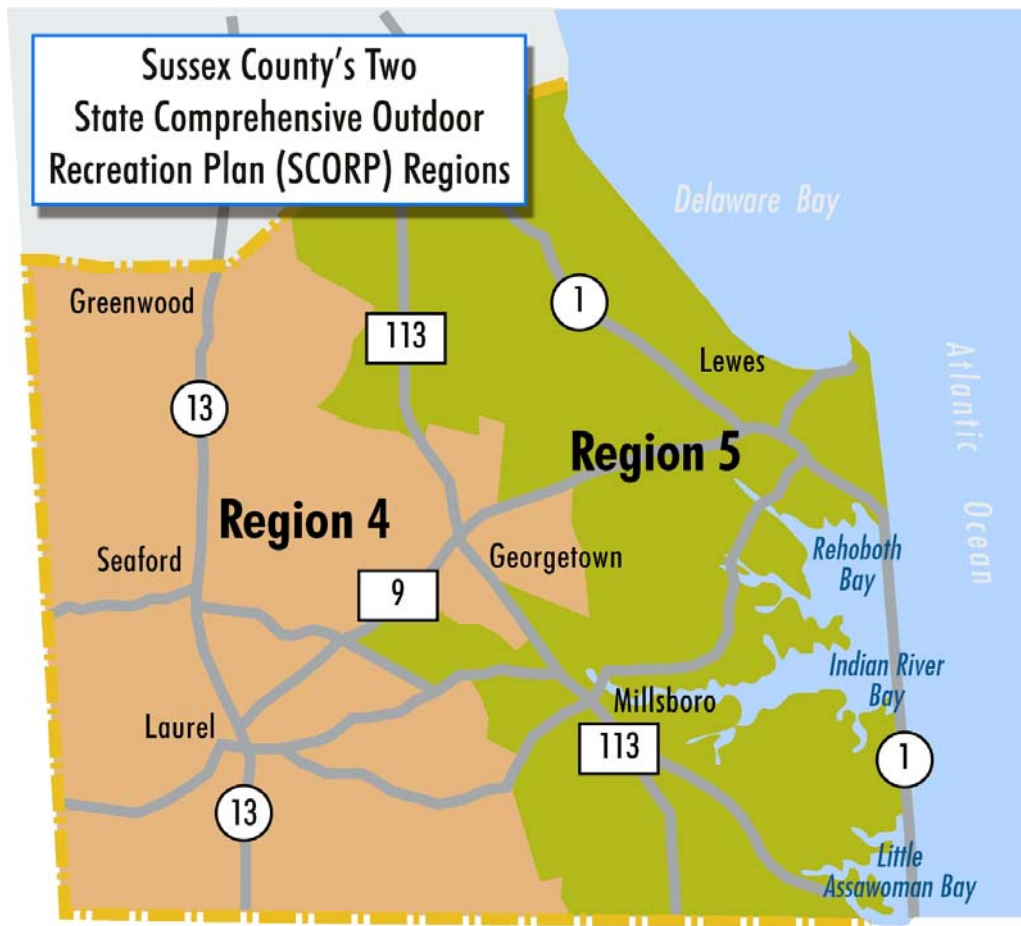 Sussex County's Two
State Comprehensive Outdoor
Recreation Plan (SCORP) Regions
Delaware Bay
Greenwood
1
113
Lewes
Atlantic
Ocean
13
Region 5
Region 4
Georgetown
Rehoboth
Bay
Seaford
9
Indian River
Bay
Millsboro
Laurel
113
1
13
Little
Assawoman Bay